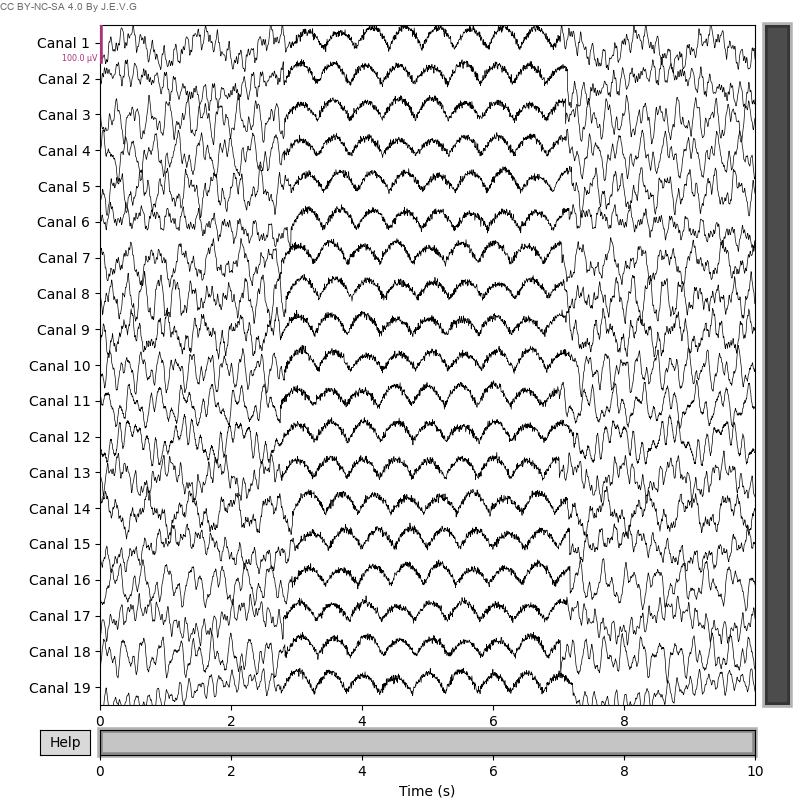 CC BY-NC-SA 4.0 By J.E.V.G
Canal 1
100.0 µV
Canal 2
Canal 3
Canal 4
Canal 5
Canal 6
Canal 7
Canal 8
Canal 9
Canal 10
Canal 11
Canal 12
Canal 13
Canal 14
Canal 15
Canal 16
Canal 17
Canal 18
Canal 19
0 2 4 6 8
Help
0 2 4 6 8 10
Time (s)